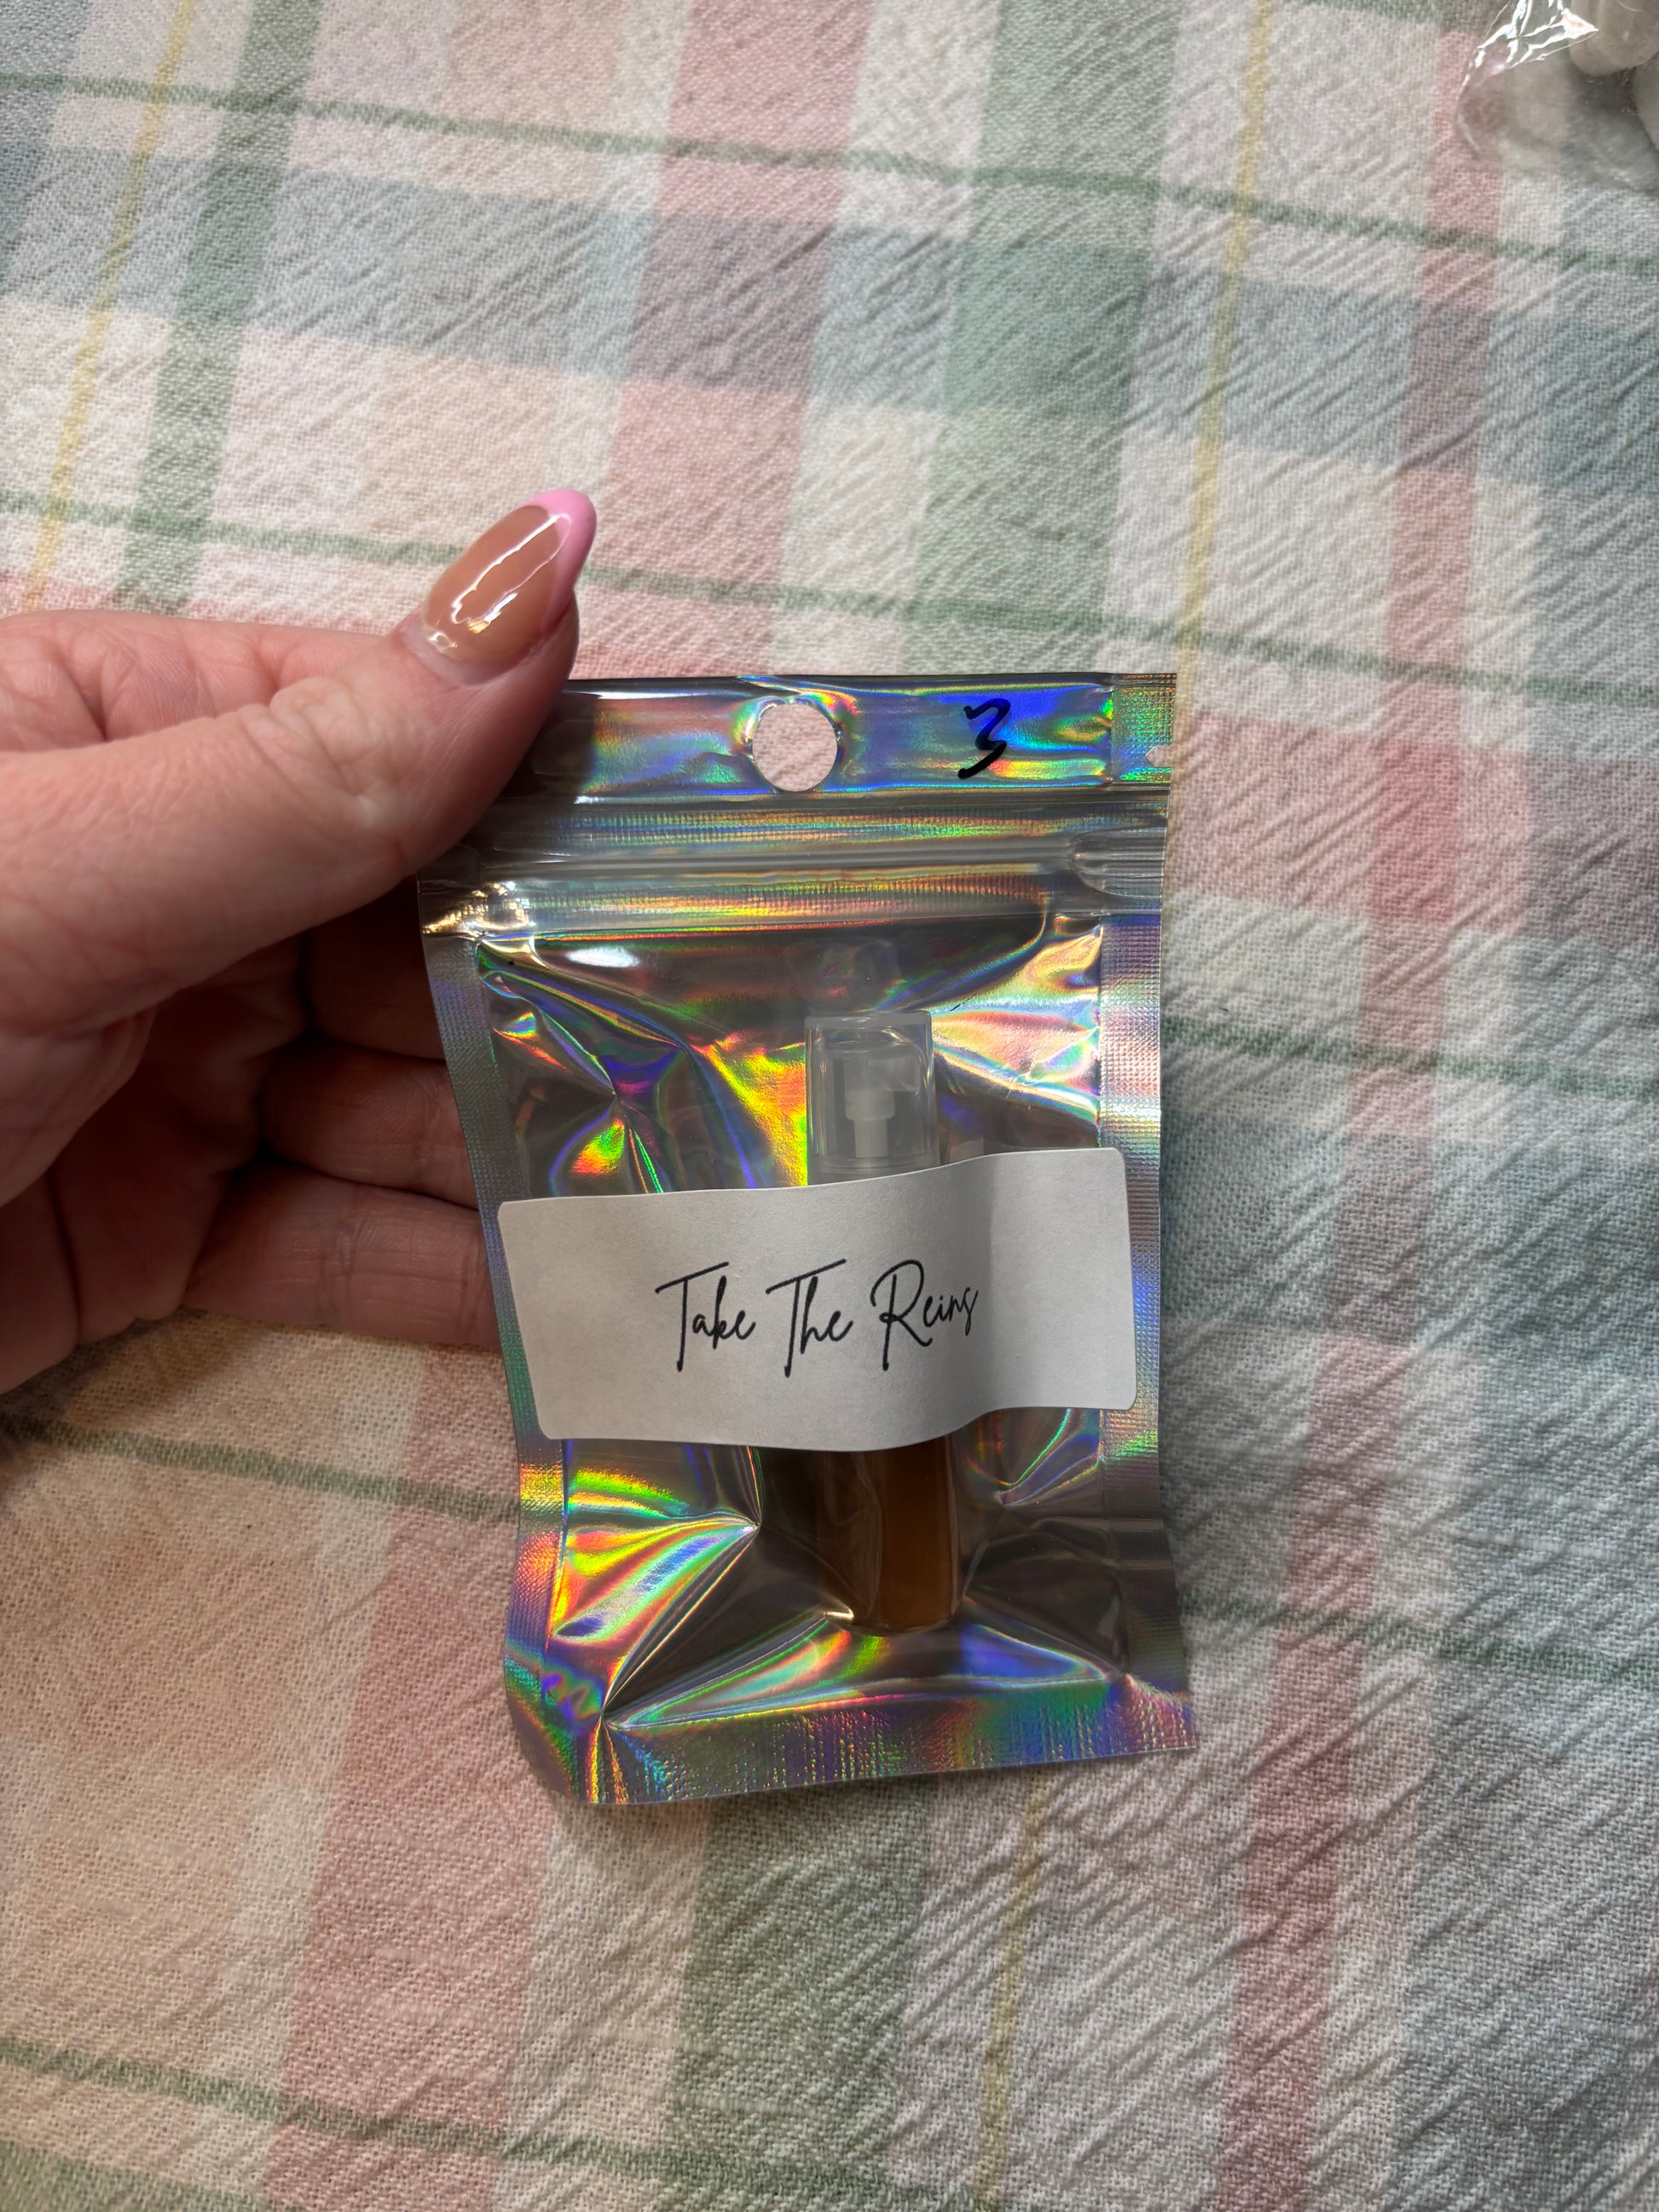 3
Take The Reins